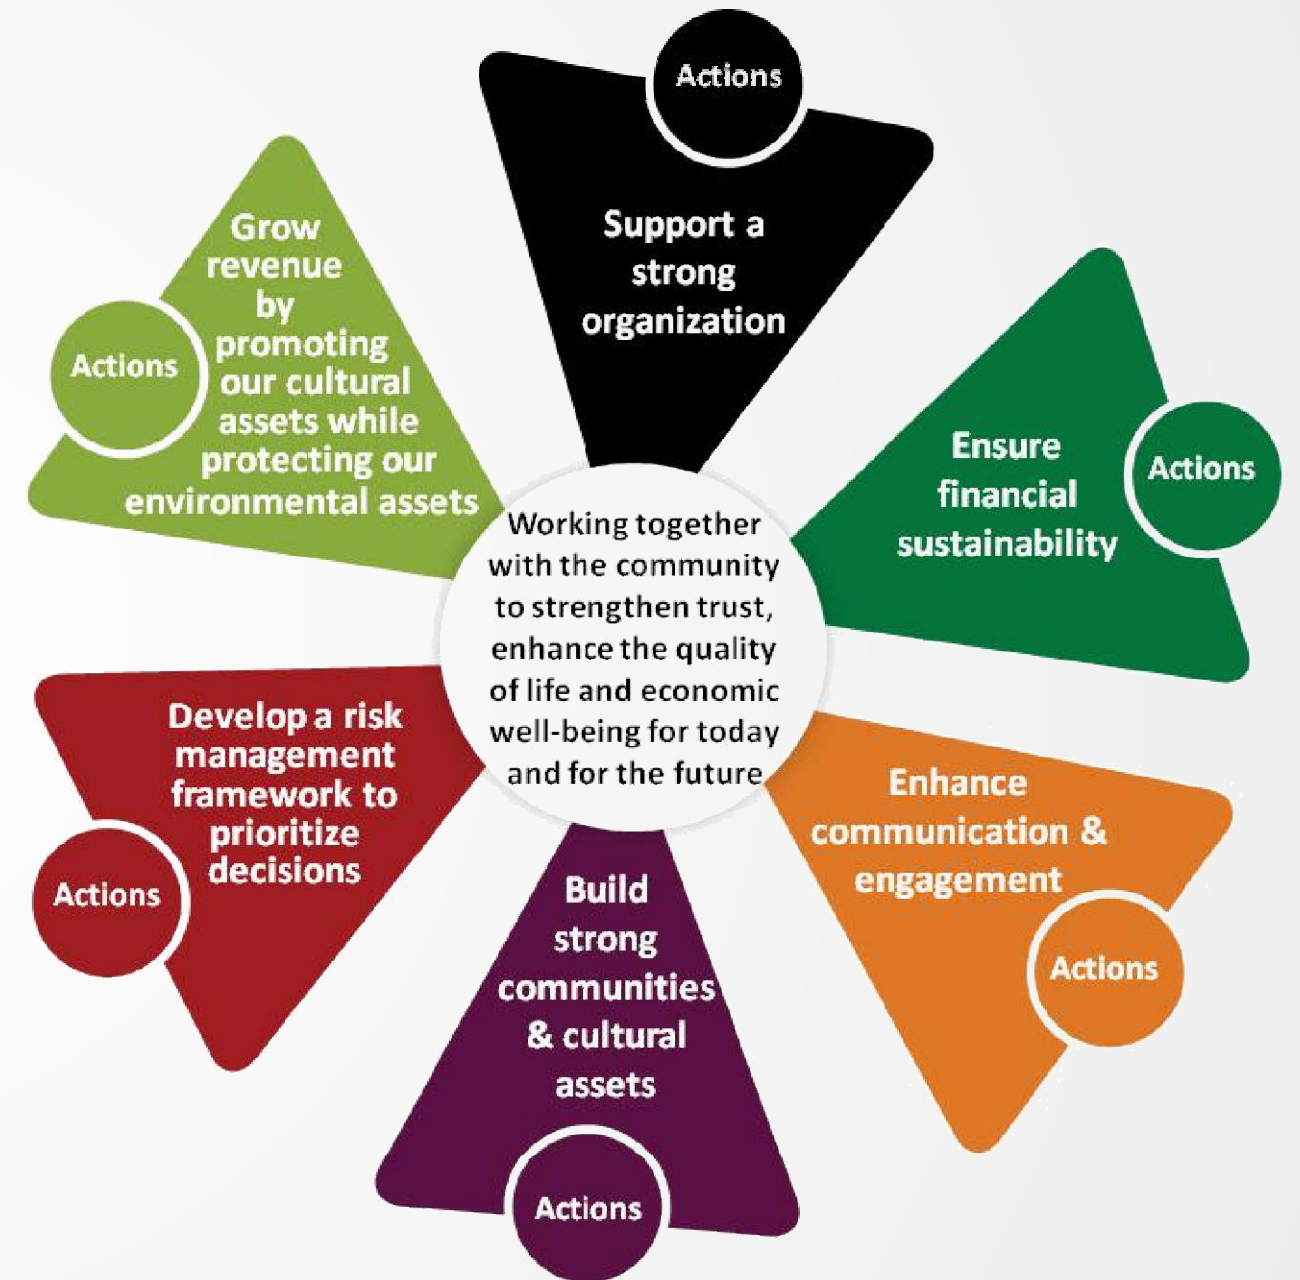 Actions
Support a
strong
organization
Ensure
financial
sustainability
Actions
Enhance
communication &
engagement
Actions
Build
strong
communities
& cultural
assets
Actions
Develop a risk
management
framework to
prioritize
decisions
Actions
Grow
revenue
by
promoting
our cultural
assets while
protecting our
environmental assets
Actions
Working together
with the community
to strengthen trust,
enhance the quality
of life and economic
well-being for today
and for the future